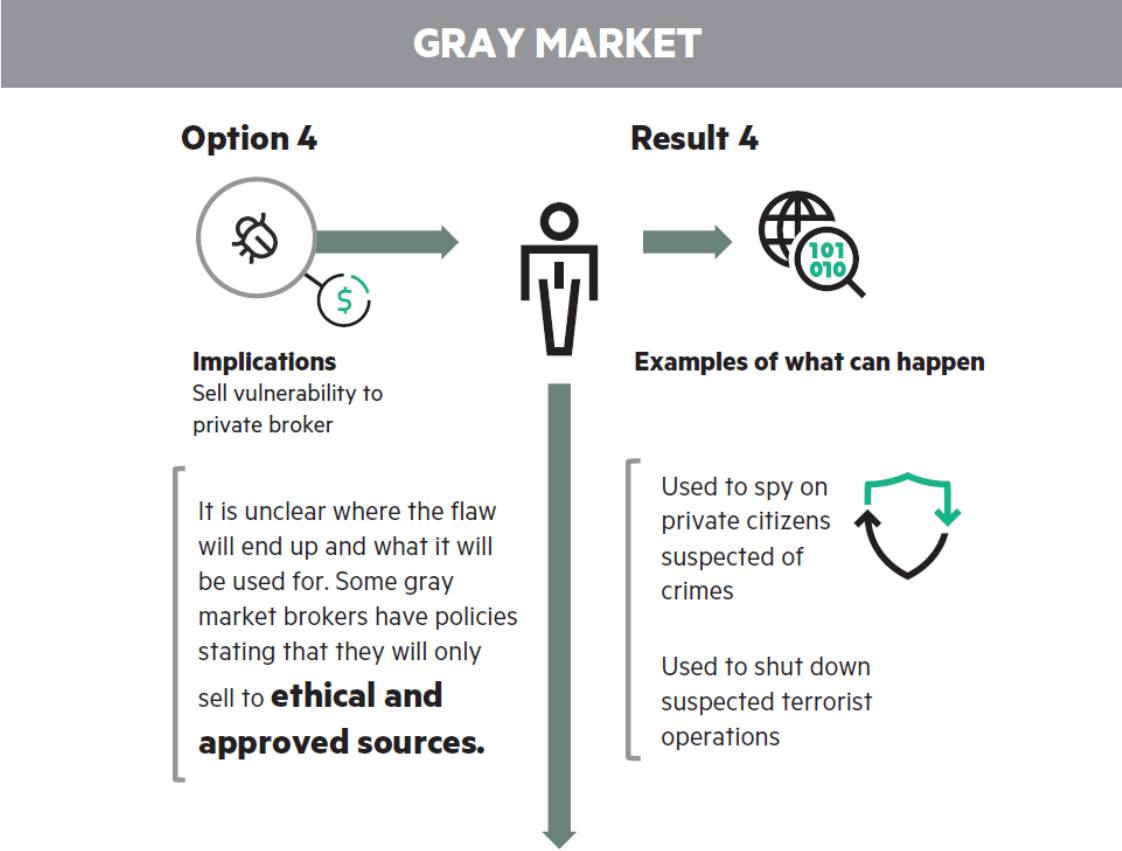 GRAY MARKET
Option 4
$
Implications
Sell vulnerability to
private broker
It is unclear where the flaw
will end up and what it will
be used for. Some gray
market brokers have policies
stating that they will only
sell to ethical and
approved sources.
Result 4
101
010
Examples of what can happen
Used to spy on
private citizens
suspected of
crimes
Used to shut down
suspected terrorist
operations